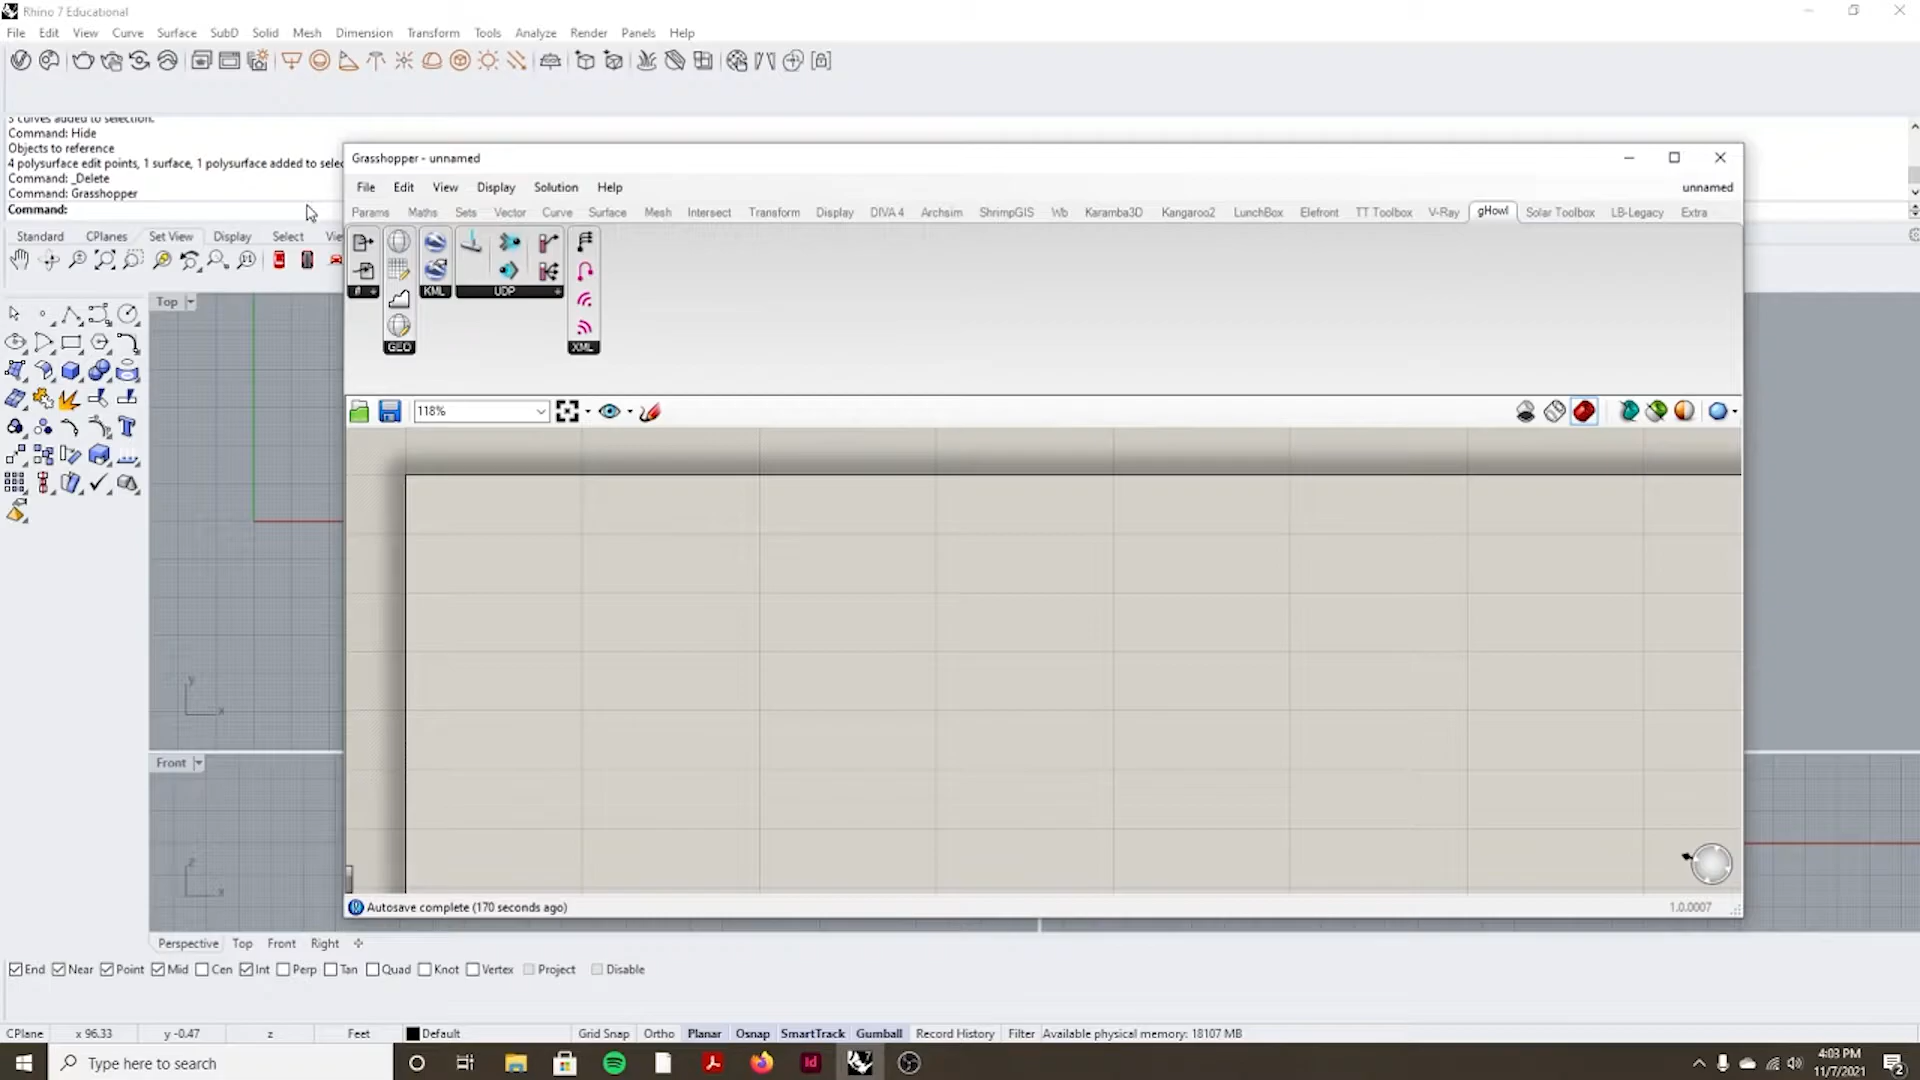 Rhino 7 Educational
File Edit View Curve Surface SubD Solid Mesh Dimension Transform Tools Analyze Render Panels Help
5 curves added to selection.
Command: Hide
Objects to reference
4 polysurface edit points, 1 surface, 1 polysurface added to selec
Command: _Delete
Command: Grasshopper
Command:
Standard CPlanes Set View Display Select Vie
Grasshopper - unnamed
File Edit View Display Solution Help unnamed
Params Maths Sets Vector Curve Surface Mesh Intersect Transform Display DIVA 4 Archsim ShrimpGIS Wb Karamba3D Kangaroo2 LunchBox Elefront TT Toolbox V-Ray gHowl Solar Toolbox LB-Legacy Extra
# KML UDP
GEO XML
118%
Top
y
x
Front
z
x
Autosave complete (170 seconds ago) 1.0.0007
Perspective Top Front Right
End Near Point Mid Cen Int Perp Tan Quad Knot Vertex Project Disable
CPlane x 96.33 y -0.47 z Feet Default Grid Snap Ortho Planar Osnap SmartTrack Gumball Record History Filter Available physical memory: 18107 MB
Type here to search
Id
4:03 PM
11/7/2021
2